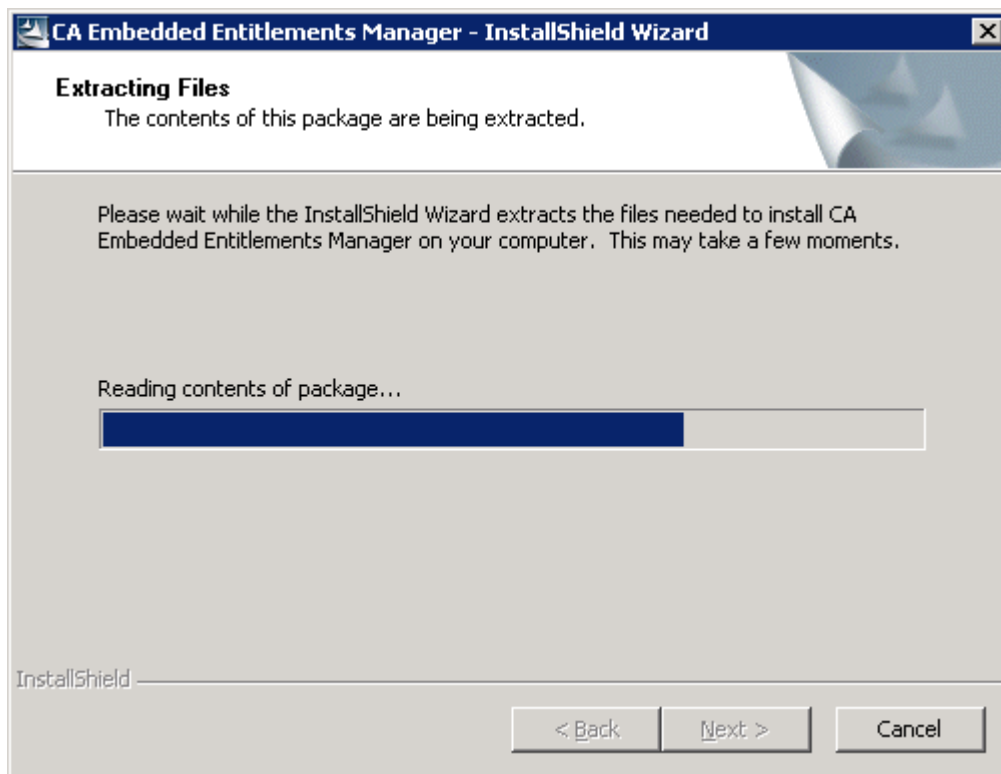 CA Embedded Entitlements Manager - InstallShield Wizard
Extracting Files
The contents of this package are being extracted.
Please wait while the InstallShield Wizard extracts the files needed to install CA
Embedded Entitlements Manager on your computer.  This may take a few moments.
Reading contents of package...
InstallShield
< Back
Next >
Cancel